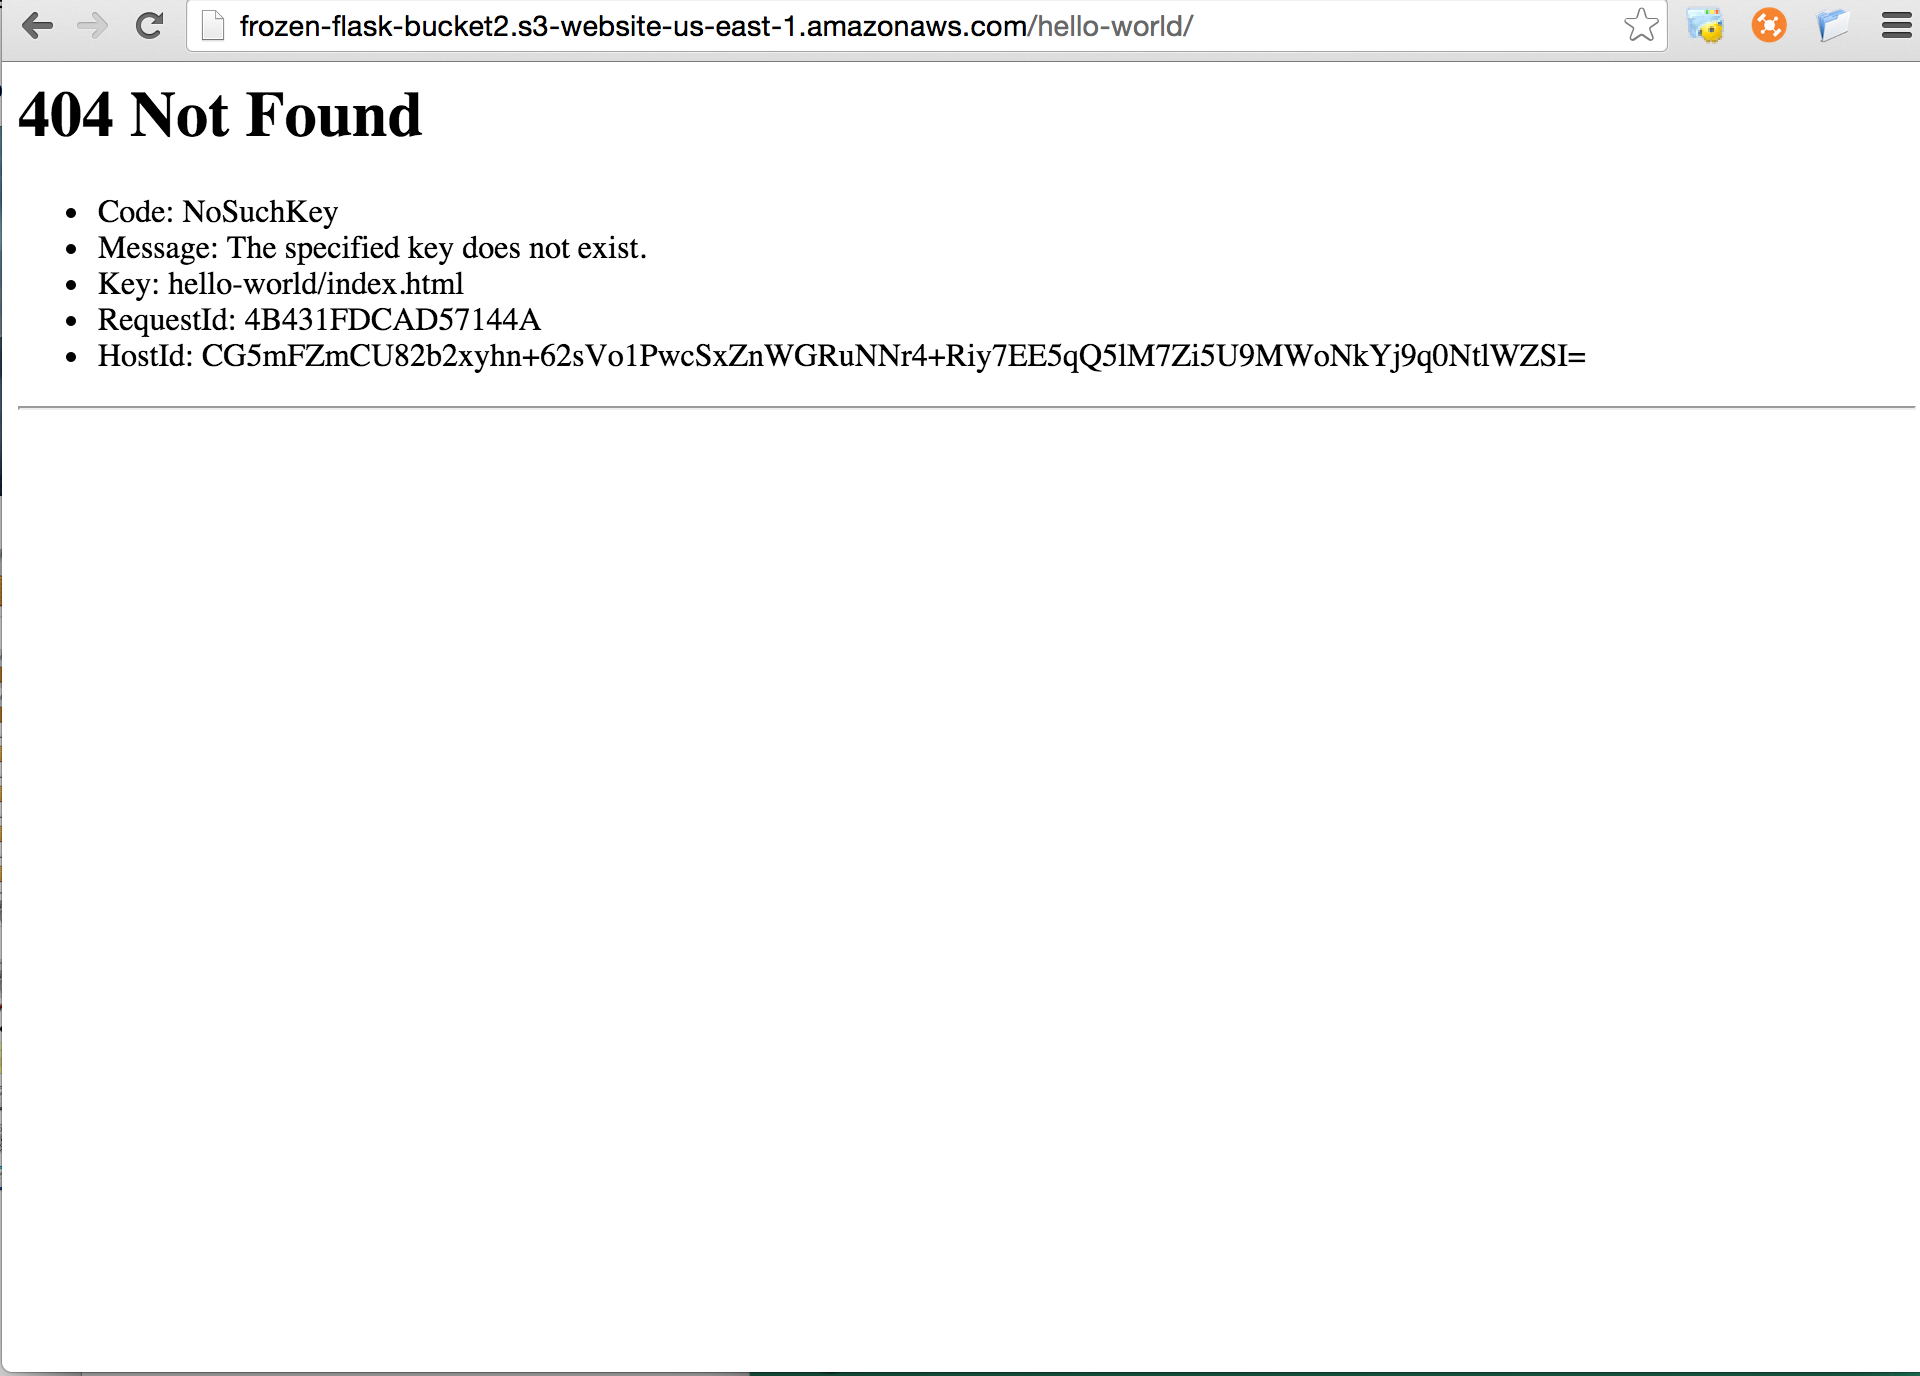 frozen-flask-bucket2.s3-website-us-east-1.amazonaws.com/hello-world/
404 Not Found
• Code: NoSuchKey
• Message: The specified key does not exist.
• Key: hello-world/index.html
• RequestId: 4B431FDCAD57144A
• HostId: CG5mFZmCU82b2xyhn+62sVo1PwcSxZnWGRuNNr4+Riy7EE5qQ5lM7Zi5U9MWoNkYj9q0NtlWZSI=